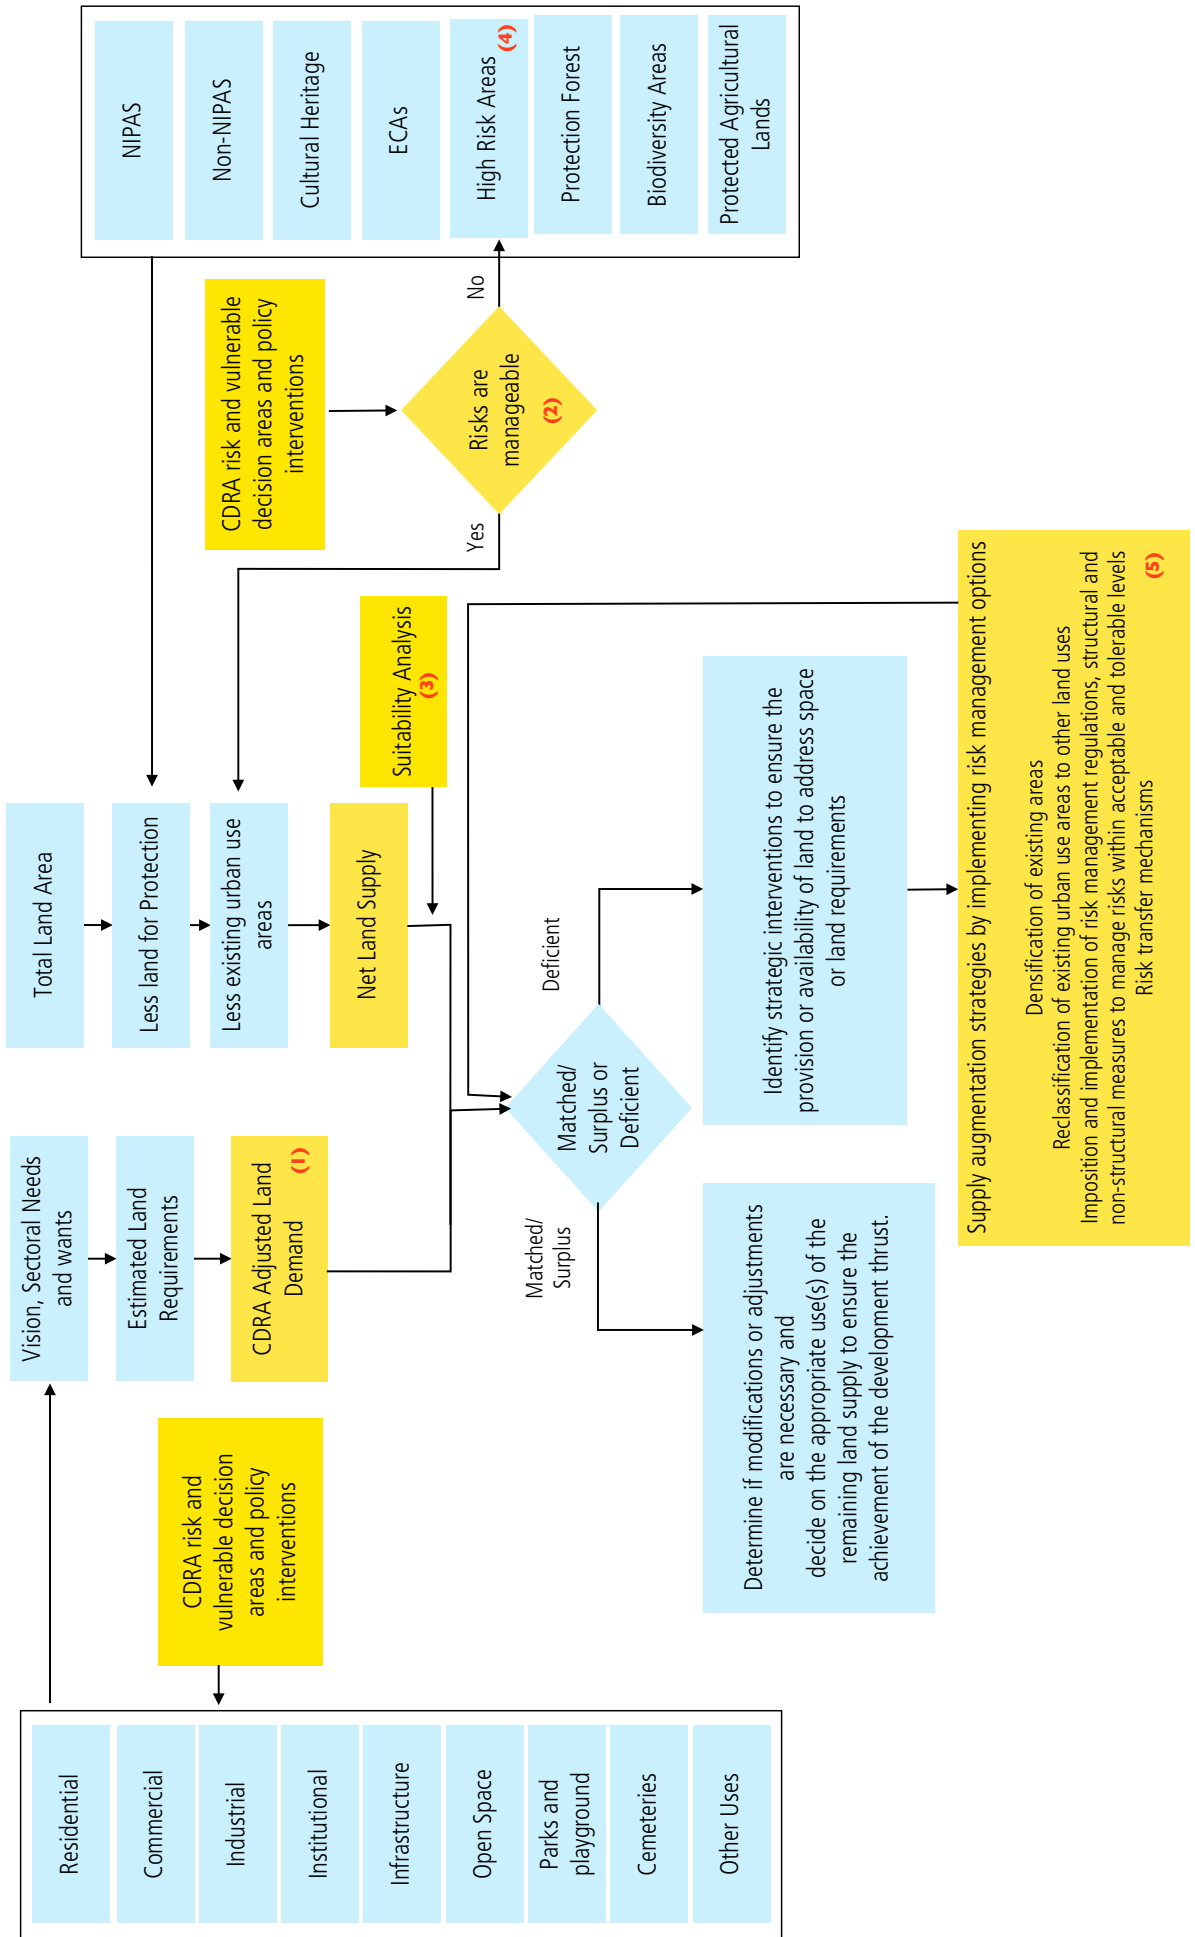 Residential
Commercial
Industrial
Institutional
Infrastructure
Open Space
Parks and
playground
Cemeteries
Other Uses
CDRA risk and
vulnerable decision
areas and policy
interventions
Vision, Sectoral Needs
and wants
Estimated Land
Requirements
CDRA Adjusted Land
Demand
(1)
Total Land Area
Less land for Protection
Less existing urban use
areas
Net Land Supply
Suitability Analysis
(3)
CDRA risk and vulnerable
decision areas and policy
interventions
Risks are
manageable
(2)
Yes
No
NIPAS
Non-NIPAS
Cultural Heritage
ECAs
High Risk Areas
(4)
Protection Forest
Biodiversity Areas
Protected Agricultural
Lands
Matched/
Surplus or
Deficient
Matched/
Surplus
Deficient
Determine if modifications or adjustments
are necessary and
decide on the appropriate use(s) of the
remaining land supply to ensure the
achievement of the development thrust.
Identify strategic interventions to ensure the
provision or availability of land to address space
or land requirements
Supply augmentation strategies by implementing risk management options
Densification of existing areas
Reclassification of existing urban use areas to other land uses
Imposition and implementation of risk management regulations, structural and
non-structural measures to manage risks within acceptable and tolerable levels
Risk transfer mechanisms
(5)